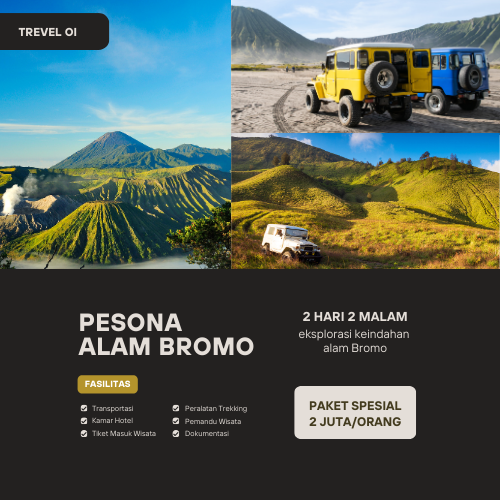 TREVEL OI
PESONA
ALAM BROMO
2 HARI 2 MALAM
eksplorasi keindahan
alam Bromo
FASILITAS
Transportasi
Kamar Hotel
Tiket Masuk Wisata
Peralatan Trekking
Pemandu Wisata
Dokumentasi
PAKET SPESIAL
2 JUTA/ORANG